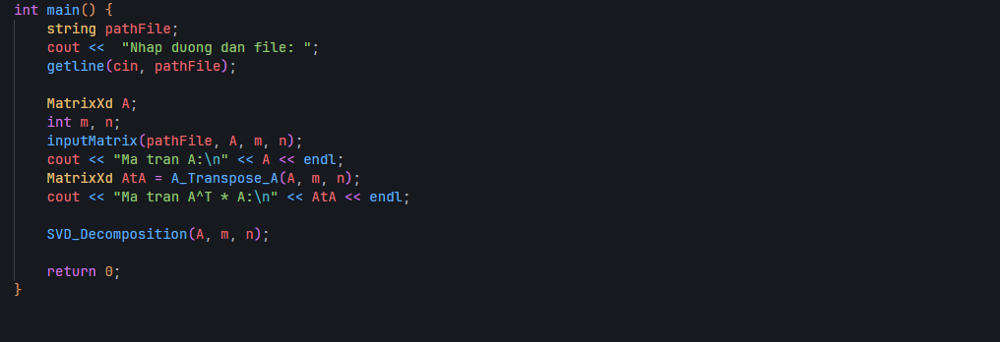 int main() {
    string pathFile;
    cout <<  "Nhap duong dan file: ";
    getline(cin, pathFile);
    MatrixXd A;
    int m, n;
    inputMatrix(pathFile, A, m, n);
    cout << "Ma tran A:\n" << A << endl;
    MatrixXd AtA = A_Transpose_A(A, m, n);
    cout << "Ma tran A^T * A:\n" << AtA << endl;
    SVD_Decomposition(A, m, n);
    return 0;
}